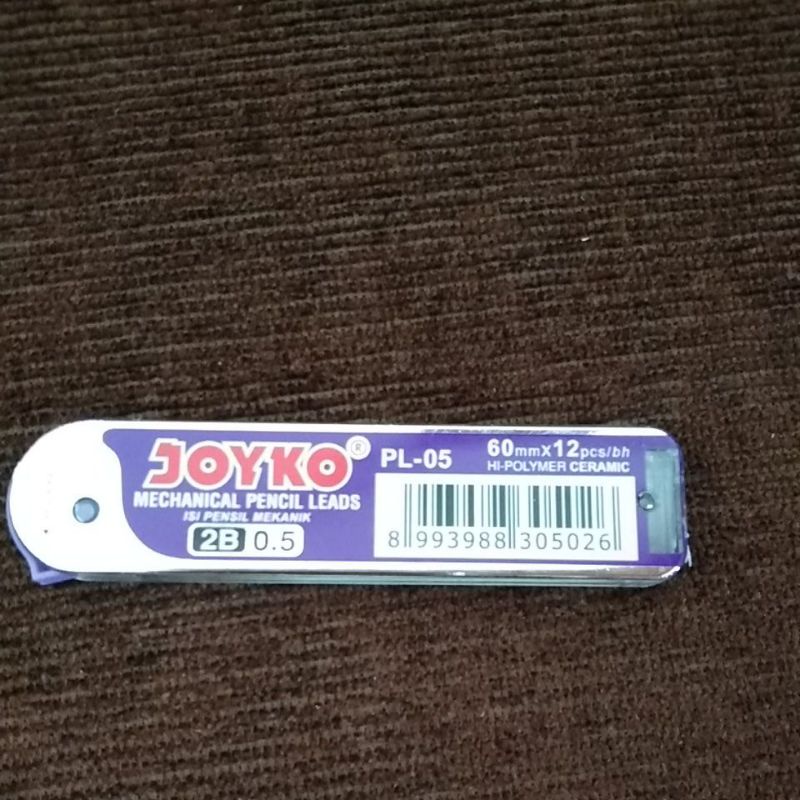 JOYKO®
MECHANICAL PENCIL LEADS
ISI PENSIL MEKANIK
2B 0.5
PL-05
60mm x 12pcs/bh
HI-POLYMER CERAMIC
8 993988 305026